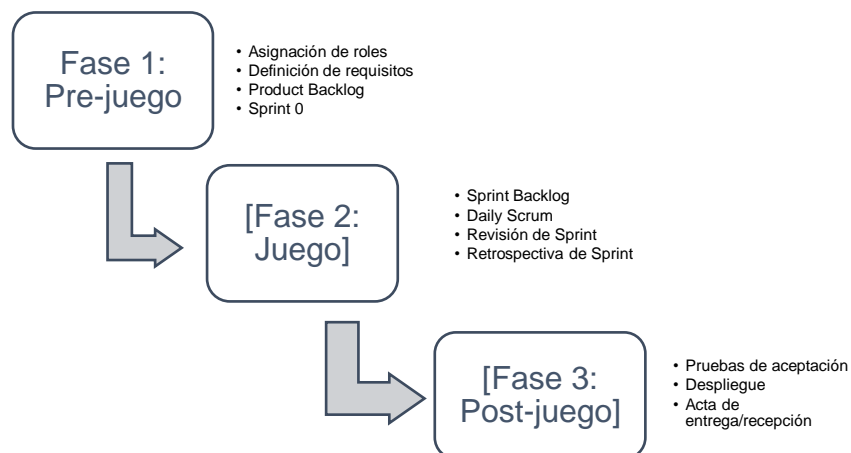 Fase 1:
Pre-juego
• Asignación de roles
• Definición de requisitos
• Product Backlog
• Sprint 0
[Fase 2:
Juego]
• Sprint Backlog
• Daily Scrum
• Revisión de Sprint
• Retrospectiva de Sprint
[Fase 3:
Post-juego]
• Pruebas de aceptación
• Despliegue
• Acta de
entrega/recepción